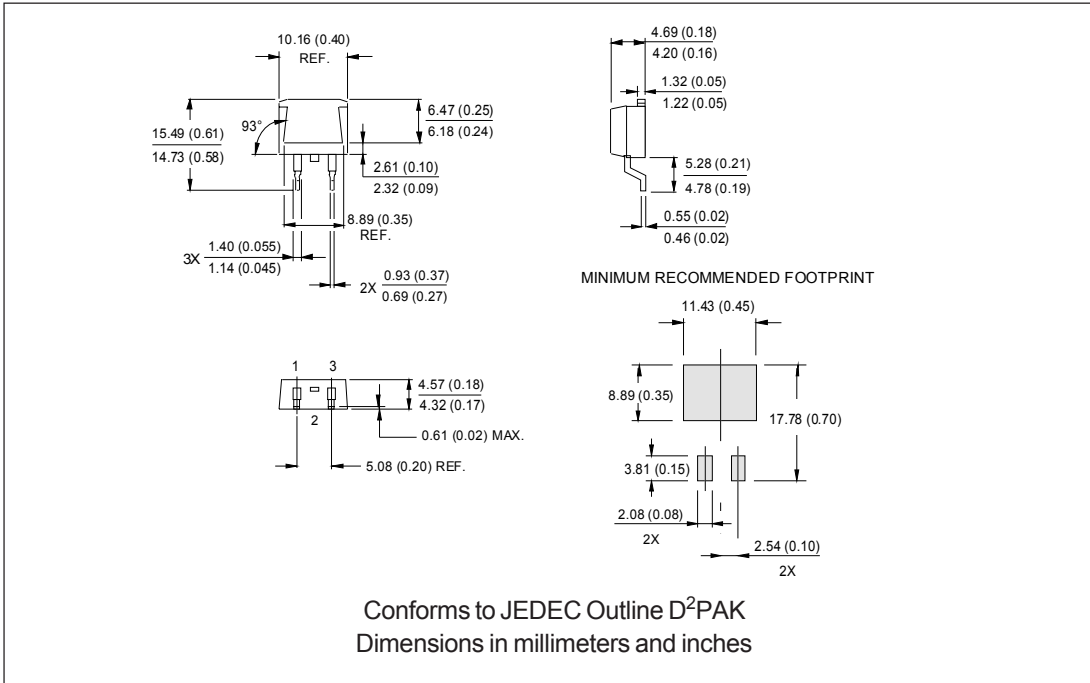 10.16 (0.40)
REF.
93°
15.49 (0.61)
14.73 (0.58)
6.47 (0.25)
6.18 (0.24)
2.61 (0.10)
2.32 (0.09)
8.89 (0.35)
REF.
3X 1.40 (0.055)
1.14 (0.045)
2X 0.93 (0.37)
0.69 (0.27)
4.69 (0.18)
4.20 (0.16)
1.32 (0.05)
1.22 (0.05)
5.28 (0.21)
4.78 (0.19)
0.55 (0.02)
0.46 (0.02)
1 3
2
4.57 (0.18)
4.32 (0.17)
0.61 (0.02) MAX.
5.08 (0.20) REF.
MINIMUM RECOMMENDED FOOTPRINT
11.43 (0.45)
8.89 (0.35)
17.78 (0.70)
3.81 (0.15)
2.08 (0.08)
2X
2.54 (0.10)
2X
Conforms to JEDEC Outline D²PAK
Dimensions in millimeters and inches